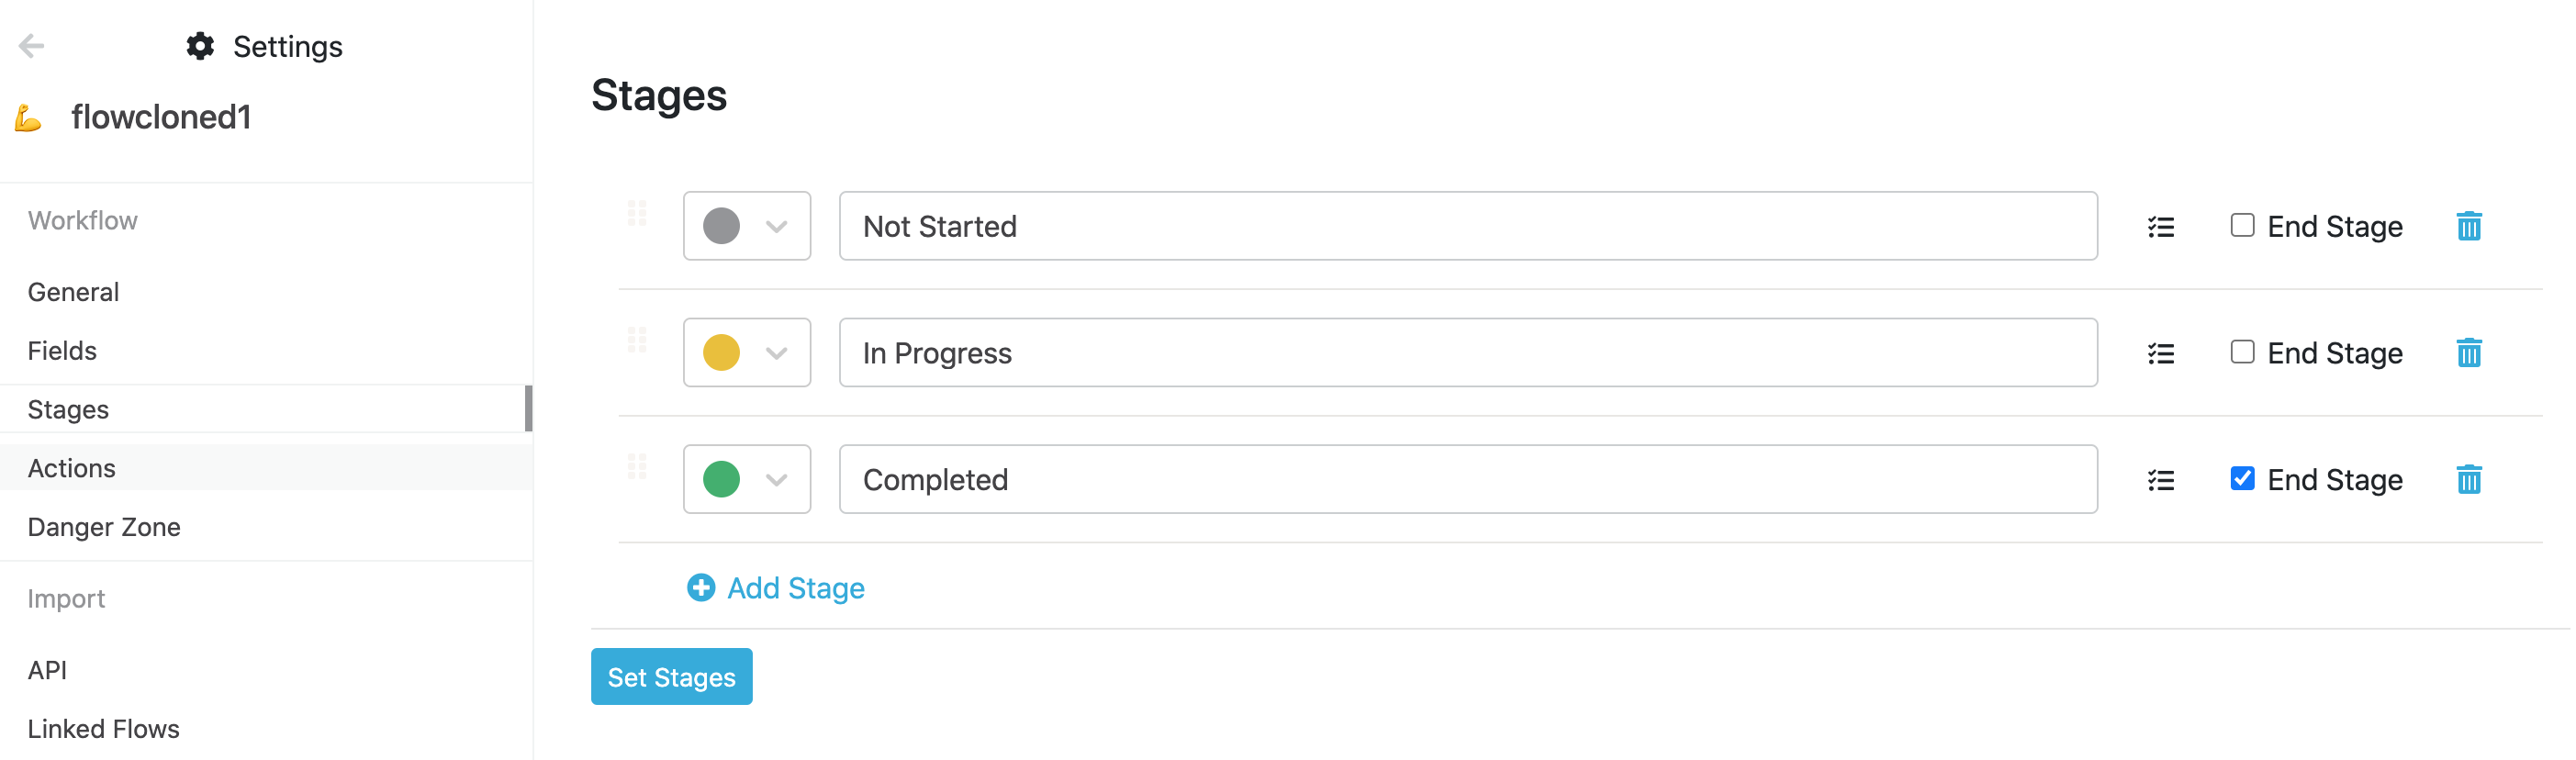 Settings
flowcloned1
Workflow
General
Fields
Stages
Actions
Danger Zone
Import
API
Linked Flows
Stages
Not Started
End Stage
In Progress
End Stage
Completed
End Stage
Add Stage
Set Stages